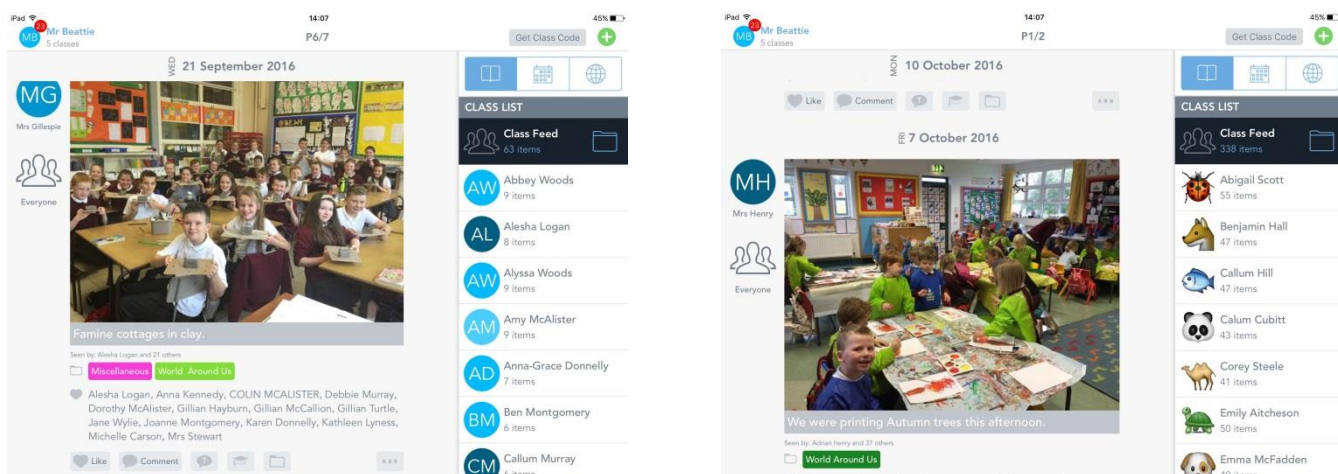 iPad 14:07 45%
23
MB Mr Beattie
5 classes
P6/7
Get Class Code
WED 21 September 2016
MG
Mrs Gillespie
Everyone
Famine cottages in clay.
Seen by: Alesha Logan and 21 others
Miscellaneous World Around Us
Alesha Logan, Anna Kennedy, COLIN MCALISTER, Debbie Murray,
Dorothy McAlister, Gillian Hayburn, Gillian McCallion, Gillian Turtle,
Jane Wylie, Joanne Montgomery, Karen Donnelly, Kathleen Lyness,
Michelle Carson, Mrs Stewart
Like Comment
CLASS LIST
Class Feed
63 items
AW Abbey Woods
9 items
AL Alesha Logan
8 items
AW Alyssa Woods
9 items
AM Amy McAlister
9 items
AD Anna-Grace Donnelly
7 items
BM Ben Montgomery
6 items
CM Callum Murray
6 items
iPad 14:07 45%
23
MB Mr Beattie
5 classes
P1/2
Get Class Code
MON 10 October 2016
Like Comment
FRI 7 October 2016
MH
Mrs Henry
Everyone
We were printing Autumn trees this afternoon.
Seen by: Adrian henry and 37 others
World Around Us
CLASS LIST
Class Feed
338 items
Abigail Scott
55 items
Benjamin Hall
47 items
Callum Hill
47 items
Calum Cubitt
43 items
Corey Steele
41 items
Emily Aitcheson
50 items
Emma McFadden